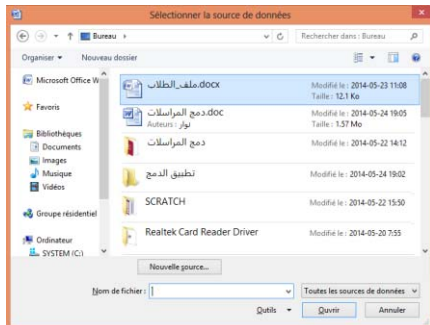 Sélectionner la source de données
Bureau
Rechercher dans : Bureau
Organiser
Nouveau dossier
Microsoft Office W
Favoris
Bibliothèques
Documents
Images
Musique
Vidéos
Groupe résidentiel
Ordinateur
SYSTEM (C:)
ملف_الطلاب.docx
Modifié le : 2014-05-23 11:08
Taille : 12.1 Ko
دمج المراسلات.doc
Auteurs : نوار
Modifié le : 2014-05-24 19:05
Taille : 1.57 Mo
دمج المراسلات
Modifié le : 2014-05-22 14:12
تطبيق الدمج
Modifié le : 2014-05-24 19:02
SCRATCH
Modifié le : 2014-05-22 15:50
Realtek Card Reader Driver
Modifié le : 2014-05-20 7:55
Nouvelle source...
Nom de fichier :
Toutes les sources de données
Outils
Ouvrir
Annuler